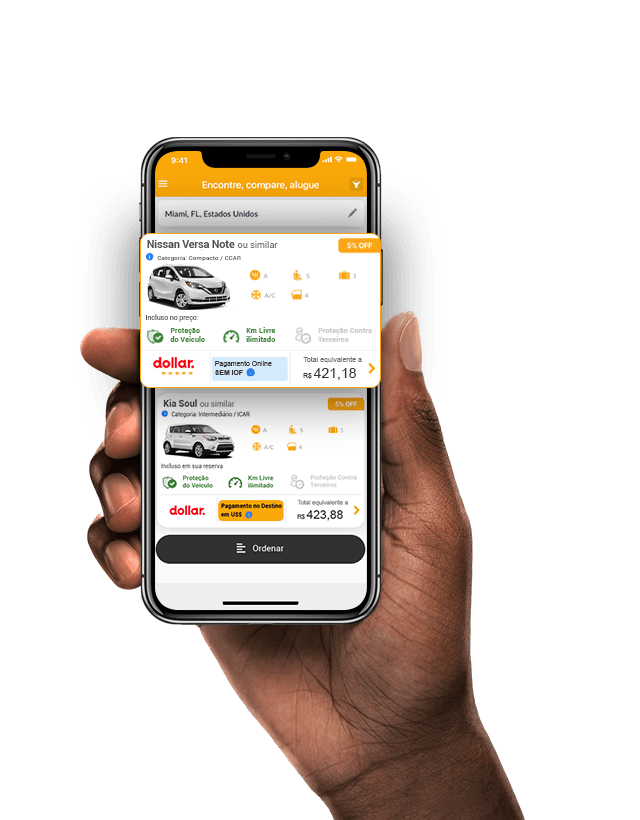 9:41
Encontre, compare, alugue
Miami, FL, Estados Unidos
Nissan Versa Note ou similar
5% OFF
Categoria: Compacto / CCAR
A
5
1
A/C
4
Incluso no preço:
Proteção
do Veículo
Km Livre
ilimitado
Proteção Contra
Terceiros
dollar.
Pagamento Online
SEM IOF
Total equivalente a
R$ 421,18
Kia Soul ou similar
5% OFF
Categoria: Intermediário / ICAR
A
5
1
A/C
4
Incluso em sua reserva
Proteção
do Veículo
Km Livre
ilimitado
Proteção Contra
Terceiros
dollar.
Pagamento no Destino
em US$
Total equivalente a
R$ 423,88
Ordenar